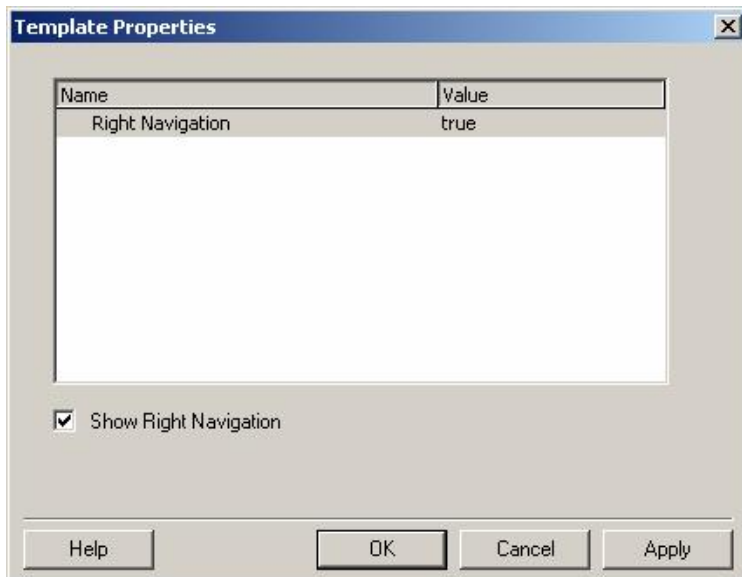 Template Properties
Name Value
Right Navigation true
Show Right Navigation
Help OK Cancel Apply